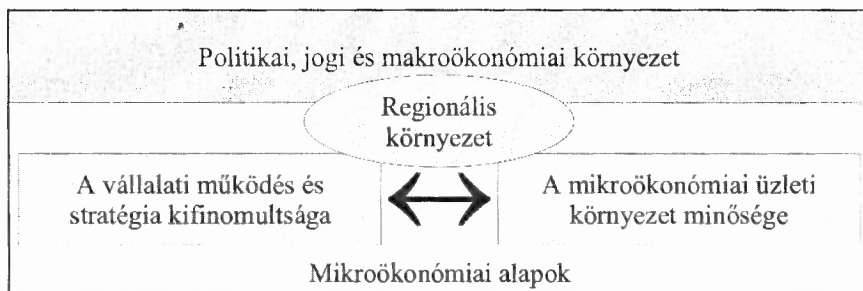 Politikai, jogi és makroökonómiai környezet
Regionális
környezet
A vállalati működés és
stratégia kifinomultsága
A mikroökonómiai üzleti
környezet minősége
Mikroökonómiai alapok